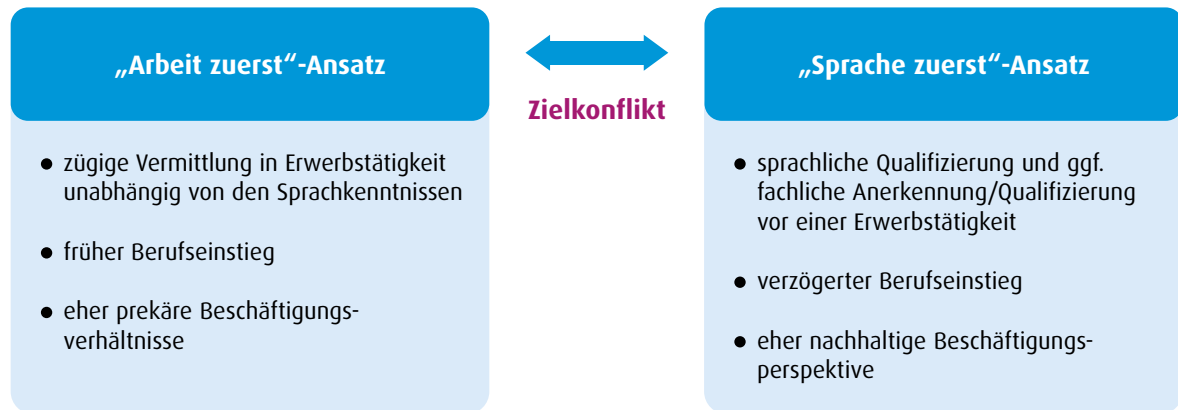 „Arbeit zuerst“-Ansatz
Zielkonflikt
„Sprache zuerst“-Ansatz
• zügige Vermittlung in Erwerbstätigkeit
unabhängig von den Sprachkenntnissen
• früher Berufseinstieg
• eher prekäre Beschäftigungs-
verhältnisse
• sprachliche Qualifizierung und ggf.
fachliche Anerkennung/Qualifizierung
vor einer Erwerbstätigkeit
• verzögerter Berufseinstieg
• eher nachhaltige Beschäftigungs-
perspektive